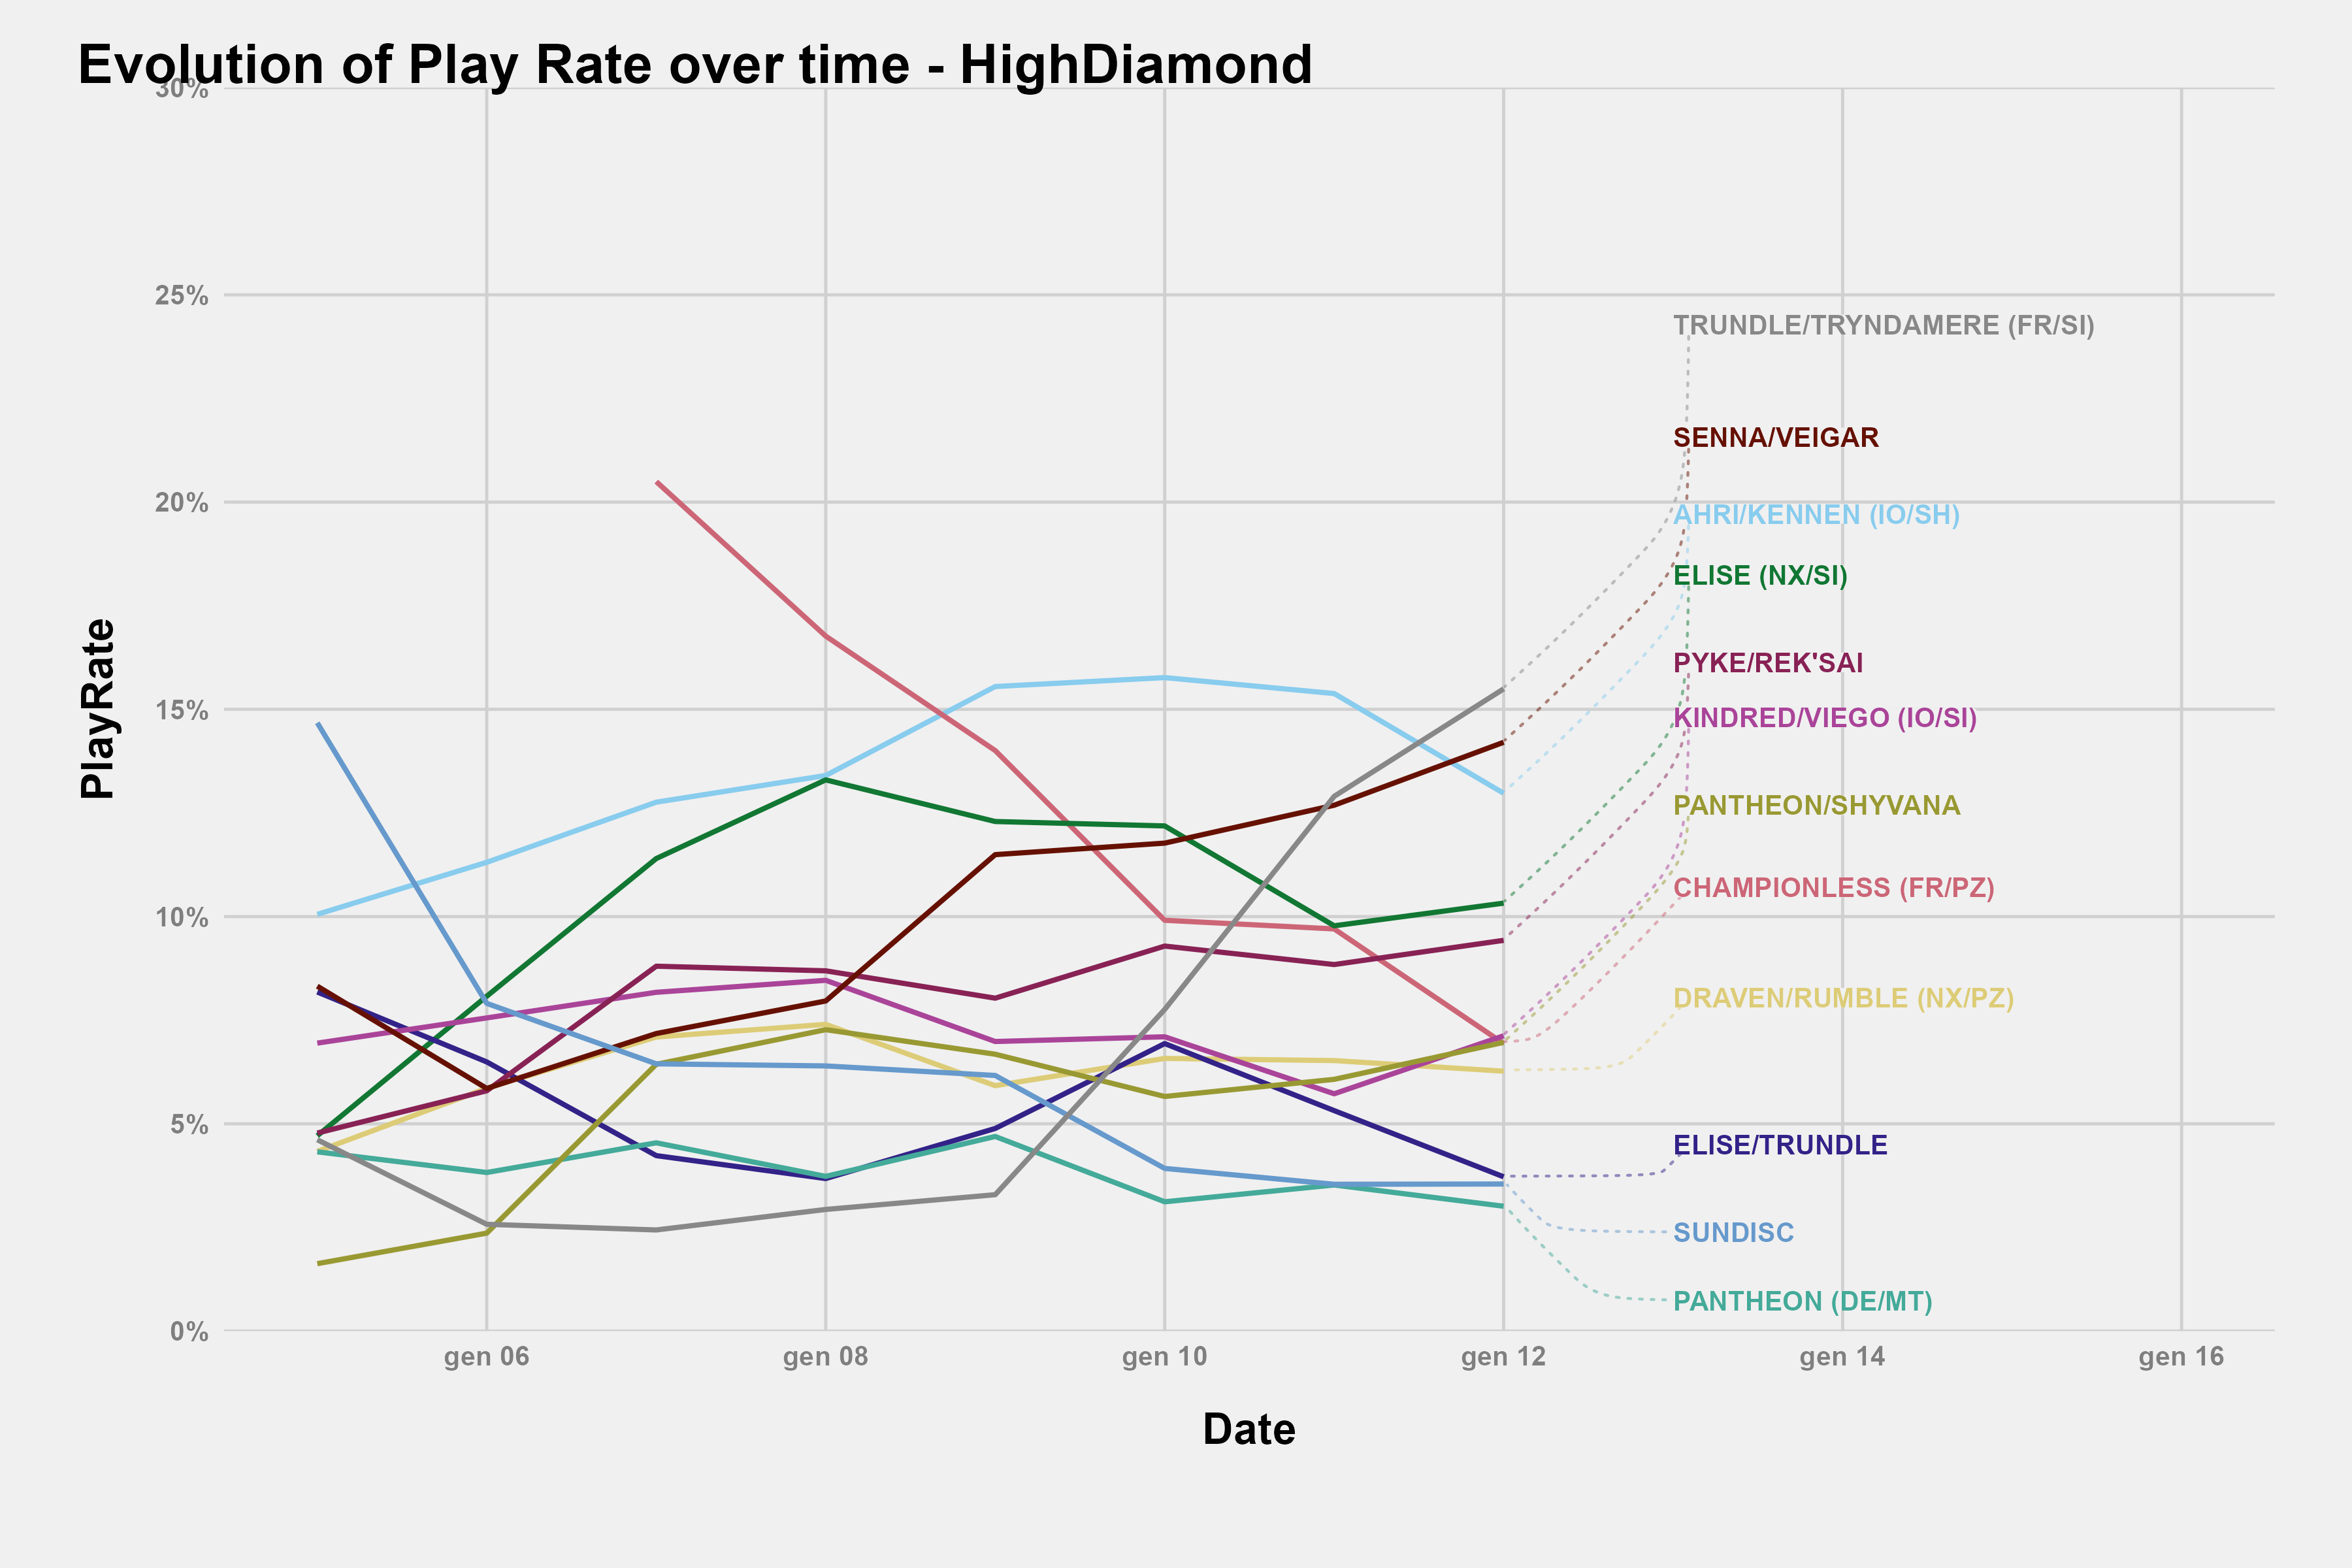 Evolution of Play Rate over time - HighDiamond
30%
25%
20%
15%
10%
5%
0%
PlayRate
TRUNDLE/TRYNDAMERE (FR/SI)
SENNA/VEIGAR
AHRI/KENNEN (IO/SH)
ELISE (NX/SI)
PYKE/REK'SAI
KINDRED/VIEGO (IO/SI)
PANTHEON/SHYVANA
CHAMPIONLESS (FR/PZ)
DRAVEN/RUMBLE (NX/PZ)
ELISE/TRUNDLE
SUNDISC
PANTHEON (DE/MT)
gen 06 gen 08 gen 10 gen 12 gen 14 gen 16
Date